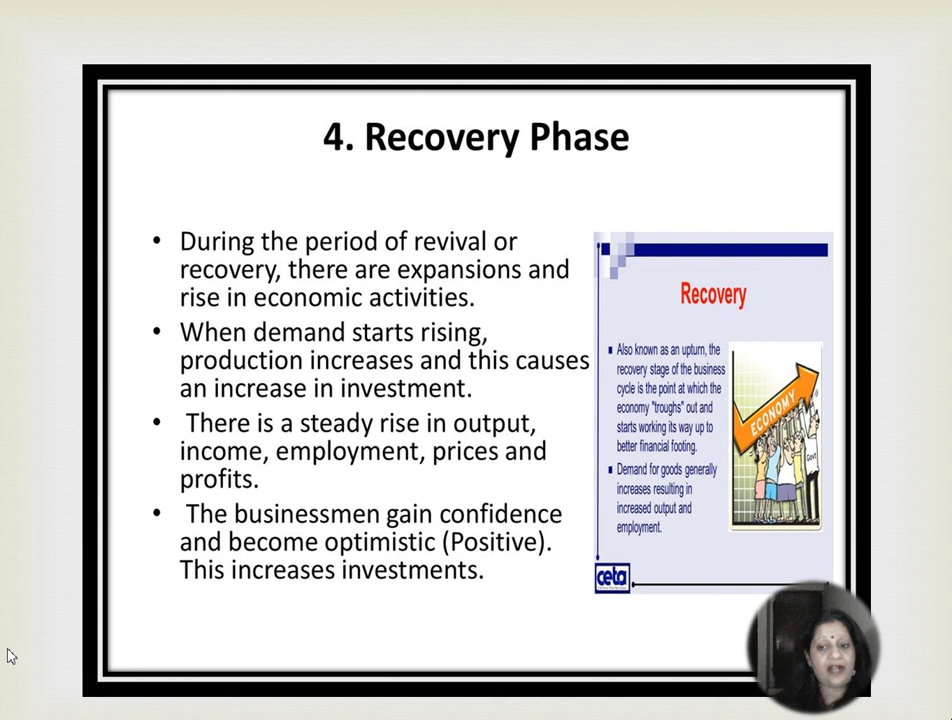 4. Recovery Phase
• During the period of revival or
recovery, there are expansions and
rise in economic activities.
• When demand starts rising,
production increases and this causes
an increase in investment.
• There is a steady rise in output,
income, employment, prices and
profits.
• The businessmen gain confidence
and become optimistic (Positive).
This increases investments.
Recovery
Also known as an upturn, the
recovery stage of the business
cycle is the point at which the
economy "troughs" out and
starts working its way up to
better financial footing.
Demand for goods generally
increases resulting in
increased output and
employment.
ECONOMY
Govt
ceta